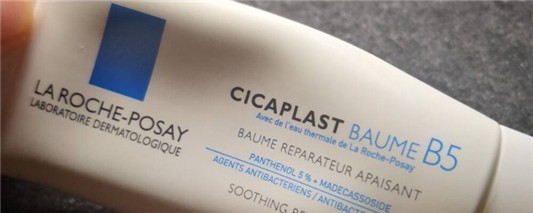 LA ROCHE-POSAY
LABORATOIRE DERMATOLOGIQUE
CICAPLAST BAUME B5
Avec de l'eau thermale de La Roche-Posay
BAUME REPARATEUR APAISANT
PANTHENOL 5% + MADECASSOSIDE
AGENTS ANTIBACTERIENS / ANTIBACTER
SOOTHING